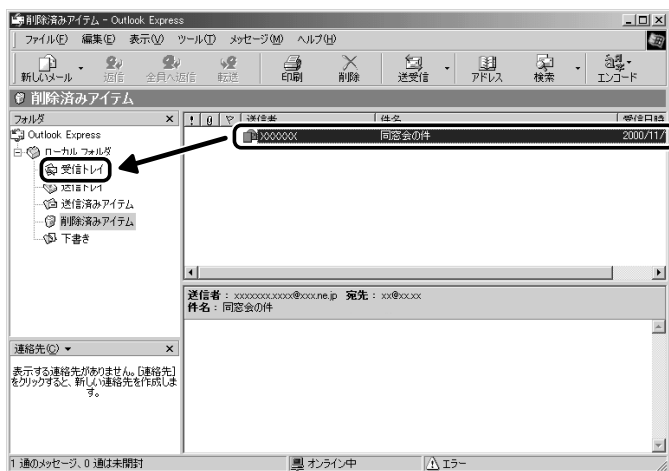 削除済みアイテム - Outlook Express
ファイル(F) 編集(E) 表示(V) ツール(T) メッセージ(M) ヘルプ(H)
新しいメール 返信 全員へ返信 転送 印刷 削除 送受信 アドレス 検索 エンコード
削除済みアイテム
フォルダ
Outlook Express
ローカル フォルダ
受信トレイ
送信トレイ
送信済みアイテム
削除済みアイテム
下書き
! 送信者 件名 受信日時
xxxxxxx 同窓会の件 2000/11/
送信者 : xxxxxxx.xxxx@xxx.ne.jp 宛先 : xx@xx.xx
件名 : 同窓会の件
連絡先(C)
表示する連絡先がありません。[連絡先]
をクリックすると、新しい連絡先を作成しま
す。
1 通のメッセージ、0 通は未開封 オンライン中 エラー